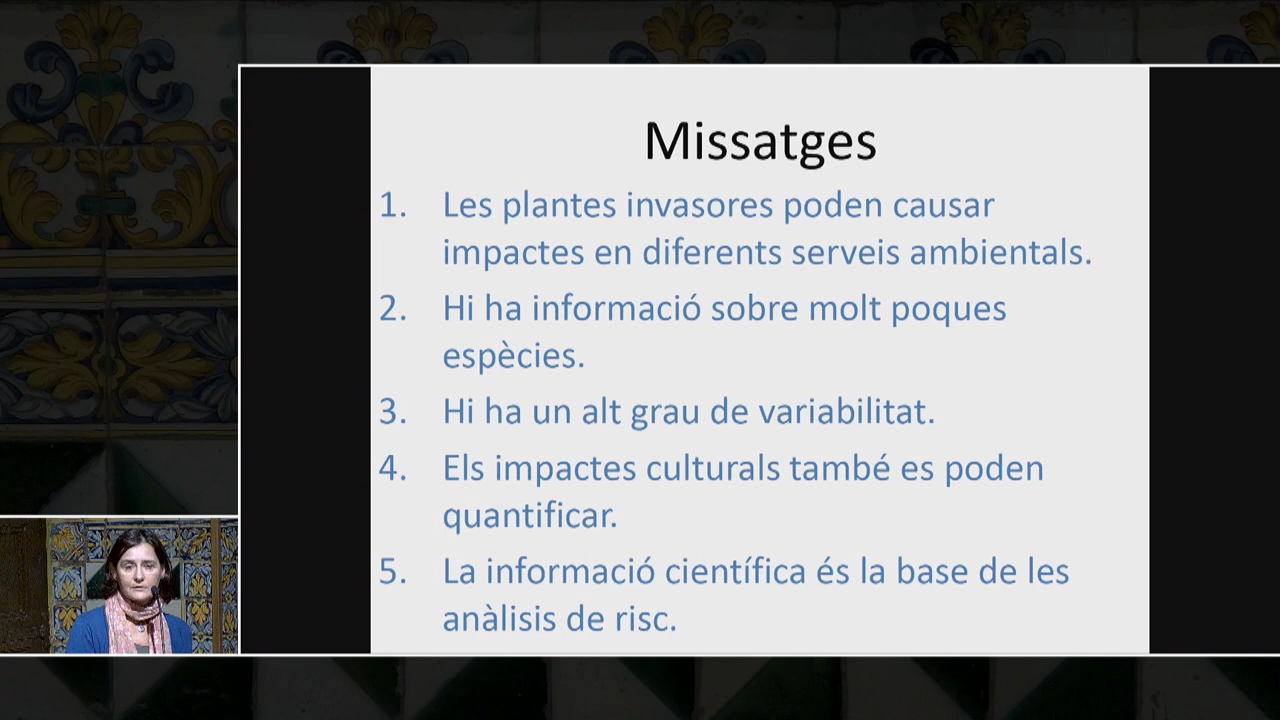 Missatges
1. Les plantes invasores poden causar
impactes en diferents serveis ambientals.
2. Hi ha informació sobre molt poques
espècies.
3. Hi ha un alt grau de variabilitat.
4. Els impactes culturals també es poden
quantificar.
5. La informació científica és la base de les
anàlisis de risc.